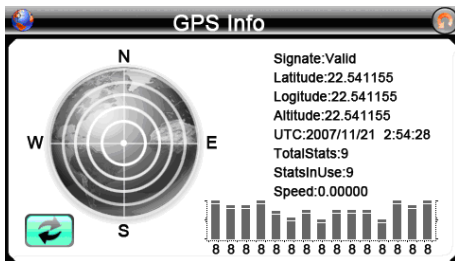 GPS Info
N
W
E
S
Signate:Valid
Latitude:22.541155
Logitude:22.541155
Altitude:22.541155
UTC:2007/11/21 2:54:28
TotalStats:9
StatsInUse:9
Speed:0.00000
8 8 8 8 8 8 8 8 8 8 8 8 8 8